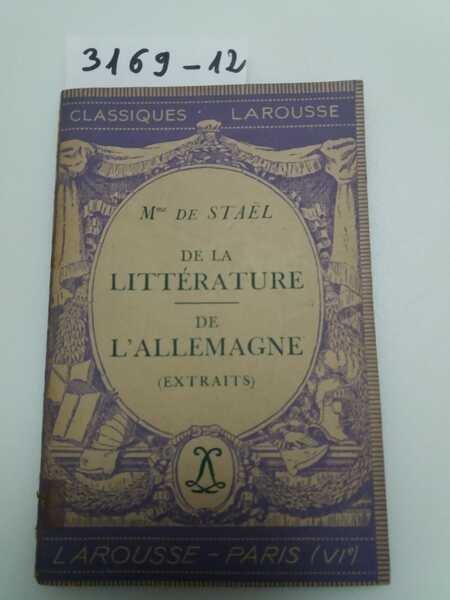 3169-12
CLASSIQUES LAROUSSE
Mme DE STAËL
DE LA
LITTÉRATURE
DE
L'ALLEMAGNE
(EXTRAITS)
LAROUSSE - PARIS (VIe)